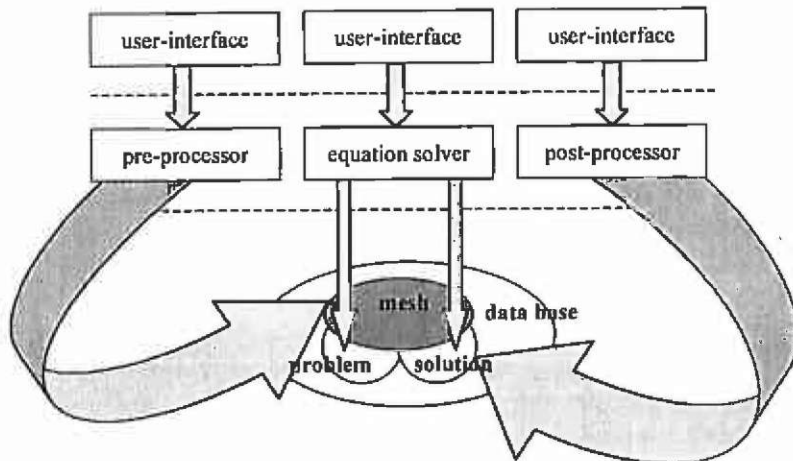 user-interface
user-interface
user-interface
pre-processor
equation solver
post-processor
mesh
data base
problem
solution